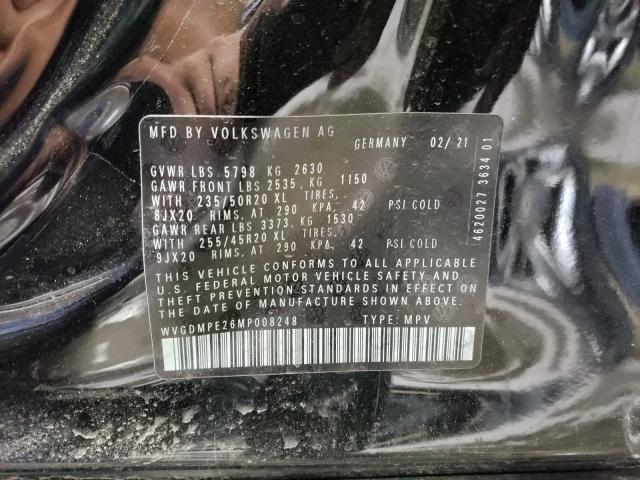 MFD BY VOLKSWAGEN AG GERMANY 02/21
GVWR LBS 5798 KG 2630
GAWR FRONT LBS 2535, KG 1150
WITH 235/50R20 XL TIRES,
8JX20 RIMS, AT 290 KPA, 42 PSI COLD
GAWR REAR LBS 3373, KG 1530
WITH 255/45R20 XL TIRES,
9JX20 RIMS, AT 290 KPA, 42 PSI COLD
THIS VEHICLE CONFORMS TO ALL APPLICABLE
U.S. FEDERAL MOTOR VEHICLE SAFETY AND
THEFT PREVENTION STANDARDS IN EFFECT ON
THE DATE OF MANUFACTURE SHOWN ABOVE.
WVGDMPE26MP008248 TYPE: MPV
4620027 3634 01